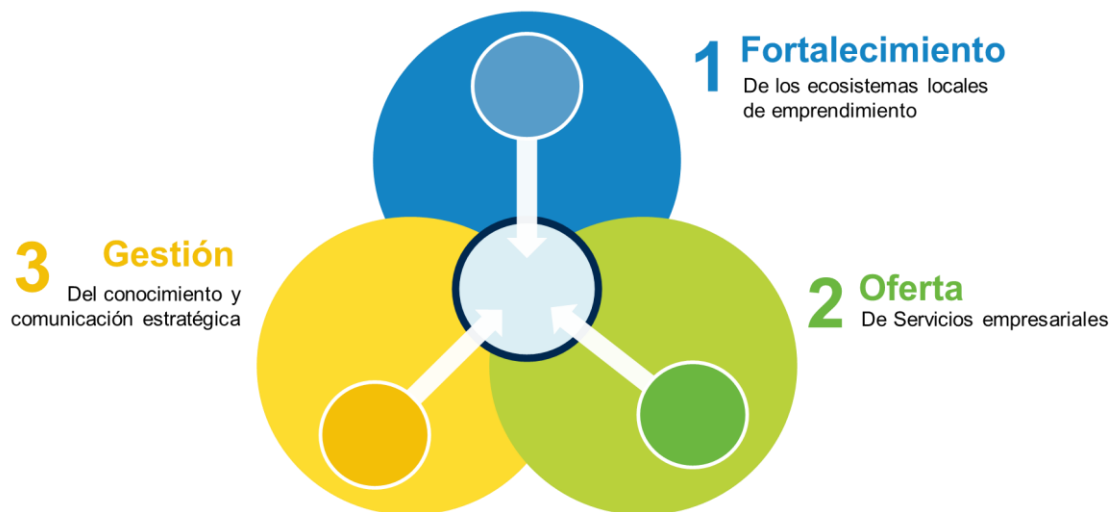 1 Fortalecimiento
De los ecosistemas locales
de emprendimiento
2 Oferta
De Servicios empresariales
3 Gestión
Del conocimiento y
comunicación estratégica